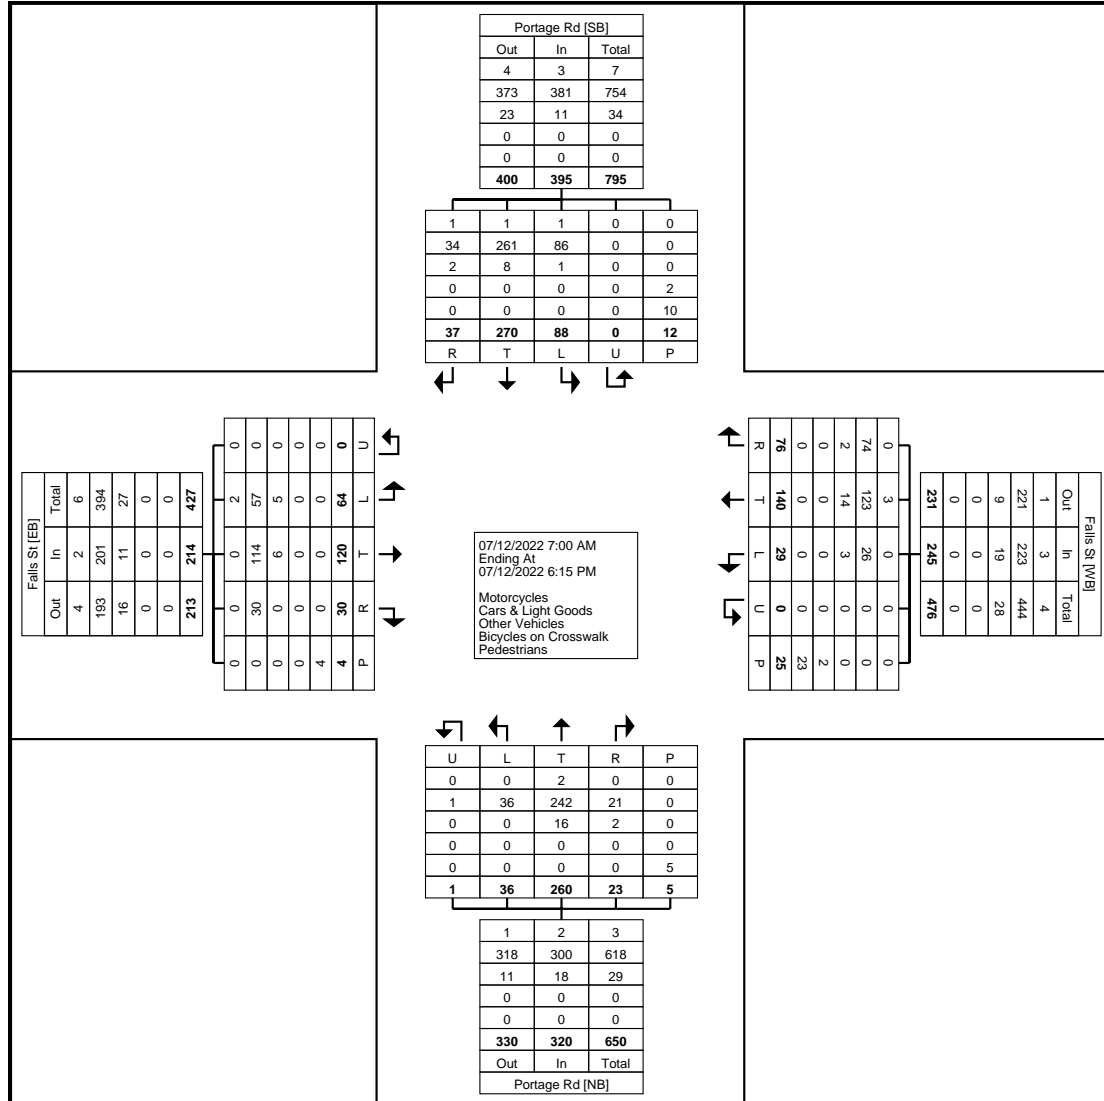 Portage Rd [SB]
Out In Total
4 3 7
373 381 754
23 11 34
0 0 0
0 0 0
400 395 795
1 1 1 0 0
34 261 86 0 0
2 8 1 0 0
0 0 0 0 2
0 0 0 0 10
37 270 88 0 12
R T L U P
Falls St [EB]
Total 6 394 27 0 0 427
In 2 201 11 0 0 214
Out 4 193 16 0 0 213
0 0 0 0 0 0 U
2 57 5 0 0 64 L
0 114 6 0 0 120 T
0 30 0 0 0 30 R
0 0 0 0 4 4 P
07/12/2022 7:00 AM
Ending At
07/12/2022 6:15 PM
Motorcycles
Cars & Light Goods
Other Vehicles
Bicycles on Crosswalk
Pedestrians
R 76 0 0 2 74 0
T 140 0 0 14 123 3
L 29 0 0 3 26 0
U 0 0 0 0 0 0
P 25 23 2 0 0 0
Falls St [WB]
231 0 0 9 221 1 Out
245 0 0 19 223 3 In
476 0 0 28 444 4 Total
U L T R P
0 0 2 0 0
1 36 242 21 0
0 0 16 2 0
0 0 0 0 0
0 0 0 0 5
1 36 260 23 5
1 2 3
318 300 618
11 18 29
0 0 0
0 0 0
330 320 650
Out In Total
Portage Rd [NB]